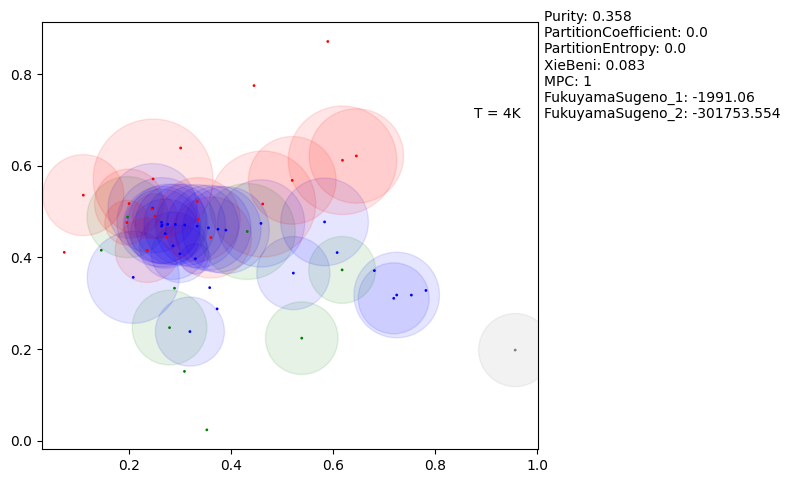 Purity: 0.358
PartitionCoefficient: 0.0
PartitionEntropy: 0.0
XieBeni: 0.083
MPC: 1
FukuyamaSugeno_1: -1991.06
FukuyamaSugeno_2: -301753.554
T = 4K
0.8
0.6
0.4
0.2
0.0
0.2
0.4
0.6
0.8
1.0